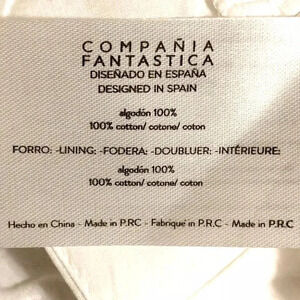 COMPAÑIA
FANTASTICA
DISEÑADO EN ESPAÑA
DESIGNED IN SPAIN
algodón 100%
100% cotton/ cotone/ coton
FORRO: -LINING: -FODERA: -DOUBLUER: -INTÉRIEURE:
algodón 100%
100% cotton/ cotone/ coton
Hecho en China - Made in P.RC - Fabriqué in P.R.C - Made in P.R.C